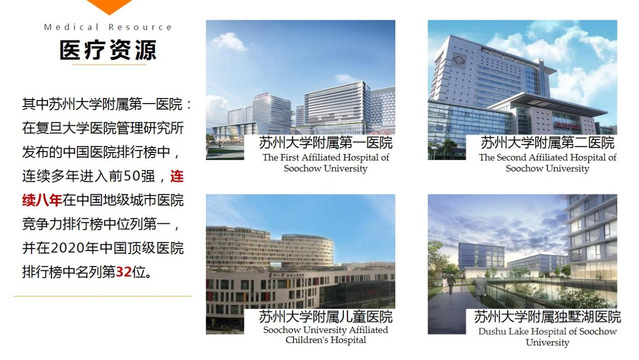 Medical Resource
医疗资源
其中苏州大学附属第一医院：
在复旦大学医院管理研究所
发布的中国医院排行榜中，
连续多年进入前50强，连
续八年在中国地级城市医院
竞争力排行榜中位列第一，
并在2020年中国顶级医院
排行榜中名列第32位。
苏州大学附属第一医院
The First Affiliated Hospital of
Soochow University
苏州大学附属第二医院
The Second Affiliated Hospital of
Soochow University
苏州大学附属儿童医院
Soochow University Affiliated
Children's Hospital
苏州大学附属独墅湖医院
Dushu Lake Hospital of Soochow
University